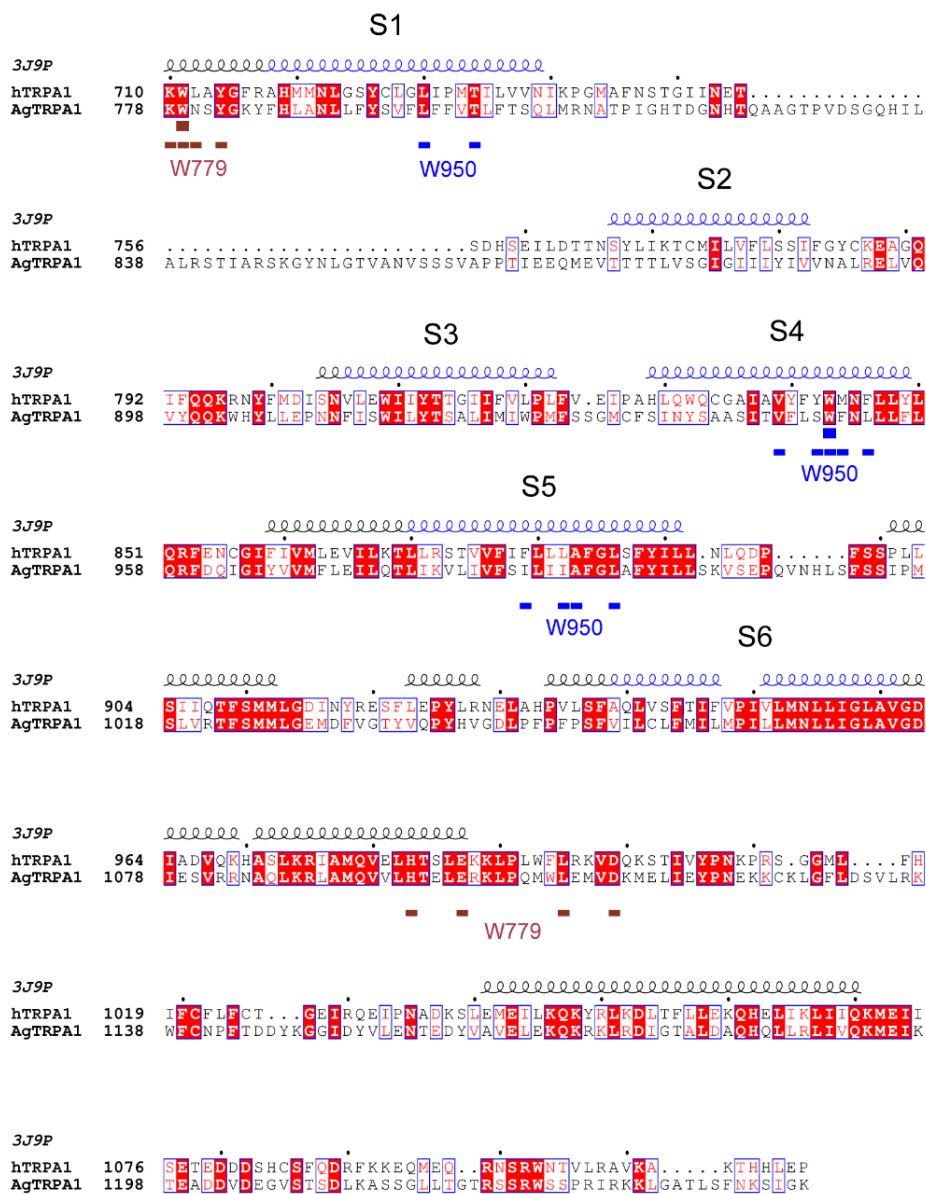 S1
3J9P
hTRPA1 710 KWLAYGFRAHMMNLGSYCLGLIPMTILVVNIKPGMAFNSTGIINET..............
AgTRPA1 778 KWNSYGKYFHLANLLFYSVFLFFVTLFTSQLMRNATPIGHTDGNHTQAAGTPVDSGQHIL
W779 W950
S2
3J9P
hTRPA1 756 ........................SDHSEILDTTNSYLIKTCMILVFLSSIFGYCKEAGQ
AgTRPA1 838 ALRSTIARSKGYNLGTVANVSSSVAPPTIEEQMEVTTTTLVSGIGIIIYIVVNALRELVQ
S3 S4
3J9P
hTRPA1 792 IFQQKRNYFMDISNVLEWIIYTTGIIFVLPLFV.EIPAHLQWQCGAIAVYFYWMNFLLYL
AgTRPA1 898 VYQQKWHYLLEPNNFISWILYTSALIMIWPMFSSGMCFSINYSAASITVFLSWFNLLLFL
W950
S5
3J9P
hTRPA1 851 QRFENCGIFIVMLEVILKTLLRSTVVFIFLLLAFGLSFYILL.NLQDP......FSSPLL
AgTRPA1 958 QRFDQIGIYVVMFLEILQTLIKVLIVFSILIIAFGLAFYILLSKVSEPQVNHLSFSSIPM
W950
S6
3J9P
hTRPA1 904 SIIQTFSMMLGDINYRESFLEPYLRNELAHPVLSFAQLVSFTIFVPIVLMNLLIGLAVGD
AgTRPA1 1018 SLVRTFSMMLGEMDFVGTYVQPYHVGDLPFPFPSFVILCLFMILMPILLMNLLIGLAVGD
3J9P
hTRPA1 964 IADVQKHASLKRIAMQVELHTSLEKKLPLWFLRKVDQKSTIVYPNKPRS.GGML....FH
AgTRPA1 1078 IESVRRNAQLKRLAMQVVLHTELERKLPQMWLEMVDKMELIEYPNEKKCKLGFLDSVLRK
W779
3J9P
hTRPA1 1019 IFCFLFCT...GEIRQEIPNADKSLEMEILKQKYRLKDLTFLLEKQHELIKLIIQKMEII
AgTRPA1 1138 WFCNPFTDDYKGGIDYVLENTEDYVAVELEKQKRKLRDIGTALDAQHQLLRLIVQKMEIK
3J9P
hTRPA1 1076 SETEDDDSHCSFQDRFKKEQMEQ..RNSRWNTVLRAVKA.....KTHHLEP
AgTRPA1 1198 TEADDVDEGVSTSDLKASSGLLTGTRSSRWSSPRIRKKLGATLSFNKSIGK